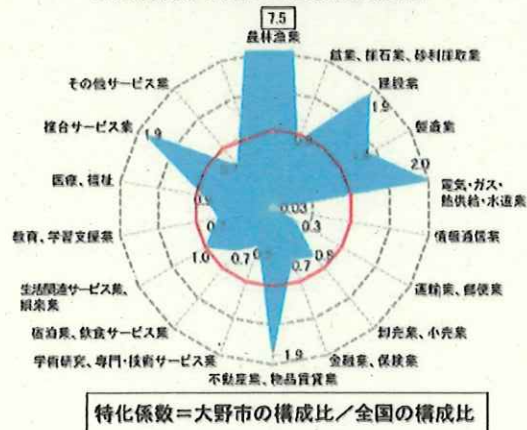 7.5
農林漁業
鉱業、採石業、砂利採取業
その他サービス業
建設業
1.9
複合サービス業
1.9
製造業
2.0
医療、福祉
電気・ガス・
熱供給・水道業
0.03
教育、学習支援業
0.3
情報通信業
1.0
0.8
0.7
0.7
生活関連サービス業、
娯楽業
運輸業、郵便業
宿泊業、飲食サービス業
卸売業、小売業
1.9
学術研究、専門・技術サービス業
金融業、保険業
不動産業、物品賃貸業
特化係数=大野市の構成比/全国の構成比